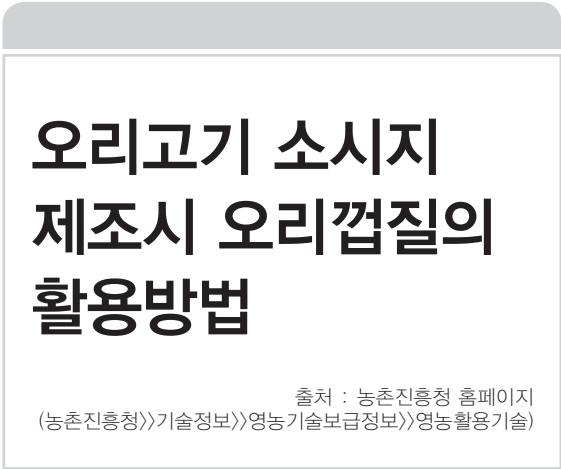 오리고기 소시지
제조시 오리껍질의
활용방법
출처 : 농촌진흥청 홈페이지
(농촌진흥청〉〉기술정보〉〉영농기술보급정보〉〉영농활용기술)